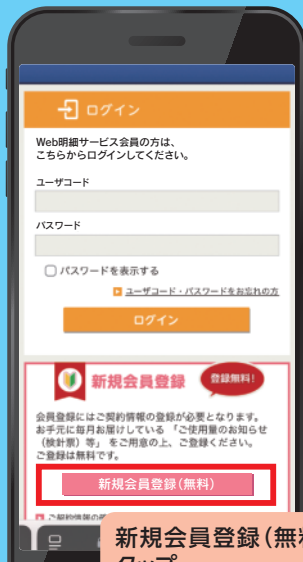 ログイン
Web明細サービス会員の方は、
こちらからログインしてください。
ユーザコード
パスワード
パスワードを表示する
ユーザコード・パスワードをお忘れの方
ログイン
新規会員登録
登録無料!
会員登録にはご契約情報の登録が必要となります。
お手元に毎月お届けしている「ご使用量のお知らせ
(検針票)等」をご用意の上、ご登録ください。
ご登録は無料です。
新規会員登録(無料)
新規会員登録(無料
タップ